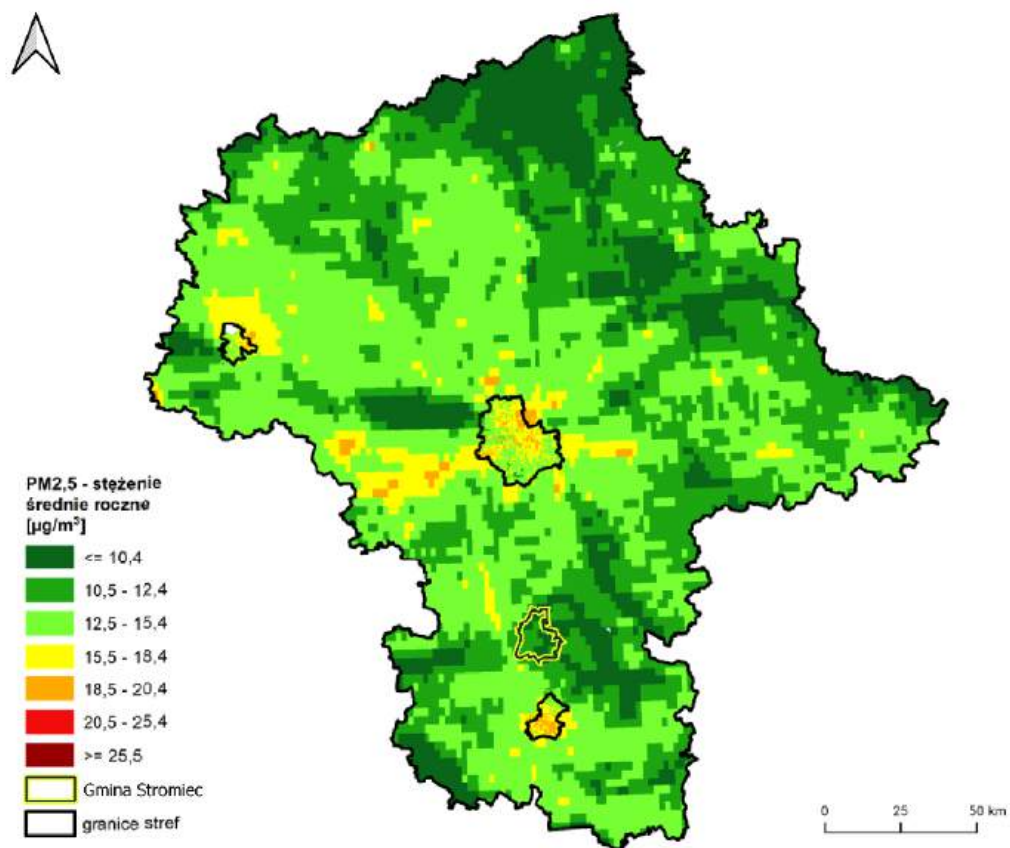 PM2,5 - stężenie
średnie roczne
[µg/m³]
<= 10,4
10,5 - 12,4
12,5 - 15,4
15,5 - 18,4
18,5 - 20,4
20,5 - 25,4
>= 25,5
Gmina Stromiec
granice stref
0 25 50 km